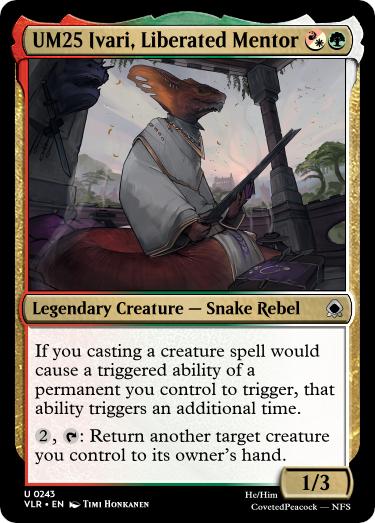 UM25 Ivari, Liberated Mentor
Legendary Creature — Snake Rebel
If you casting a creature spell would
cause a triggered ability of a
permanent you control to trigger, that
ability triggers an additional time.
2, : Return another target creature
you control to its owner's hand.
1/3
U 0243
VLR • EN Timi Honkanen
He/Him
CovetedPeacock — NFS